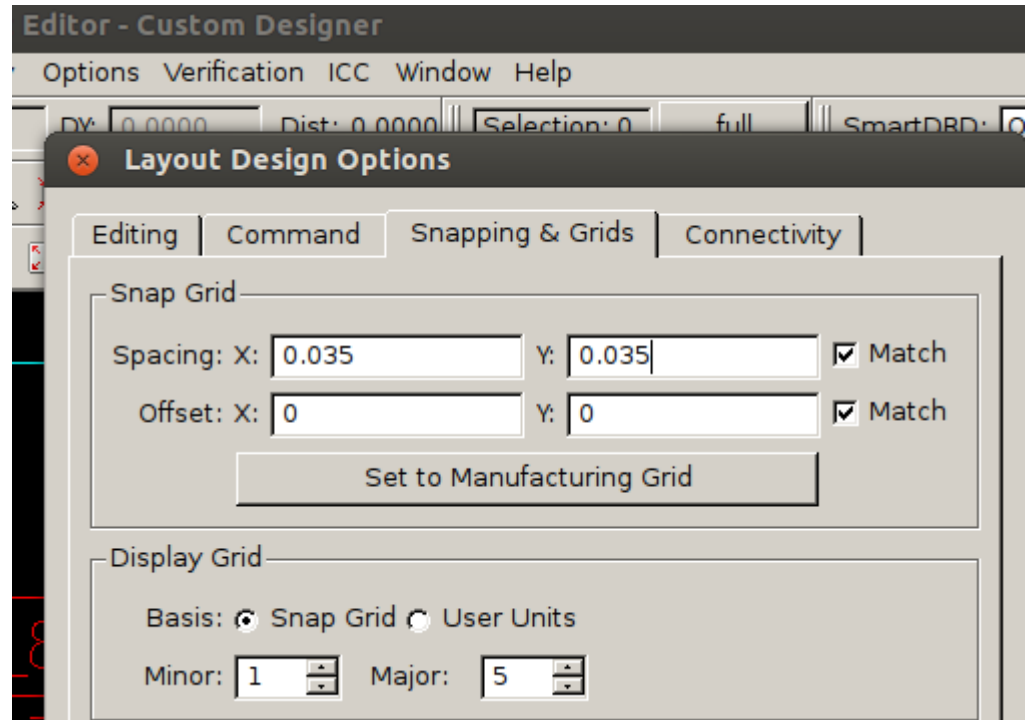 Editor - Custom Designer
Options Verification ICC Window Help
DY: 0.0000 Dist: 0.0000 Selection: 0 full SmartDRD:
Layout Design Options
Editing Command Snapping & Grids Connectivity
Snap Grid
Spacing: X: 0.035 Y: 0.035 Match
Offset: X: 0 Y: 0 Match
Set to Manufacturing Grid
Display Grid
Basis: Snap Grid User Units
Minor: 1 Major: 5